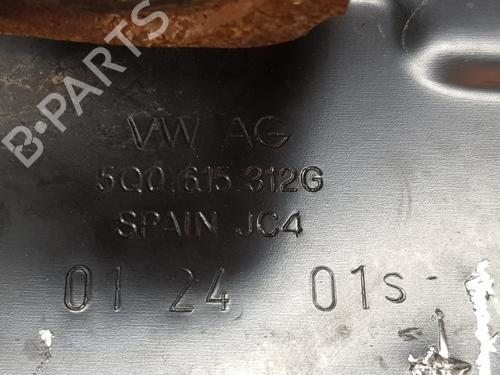 B-PARTS
VW AG
5Q0.615.312G
SPAIN JC4
01 24 01s